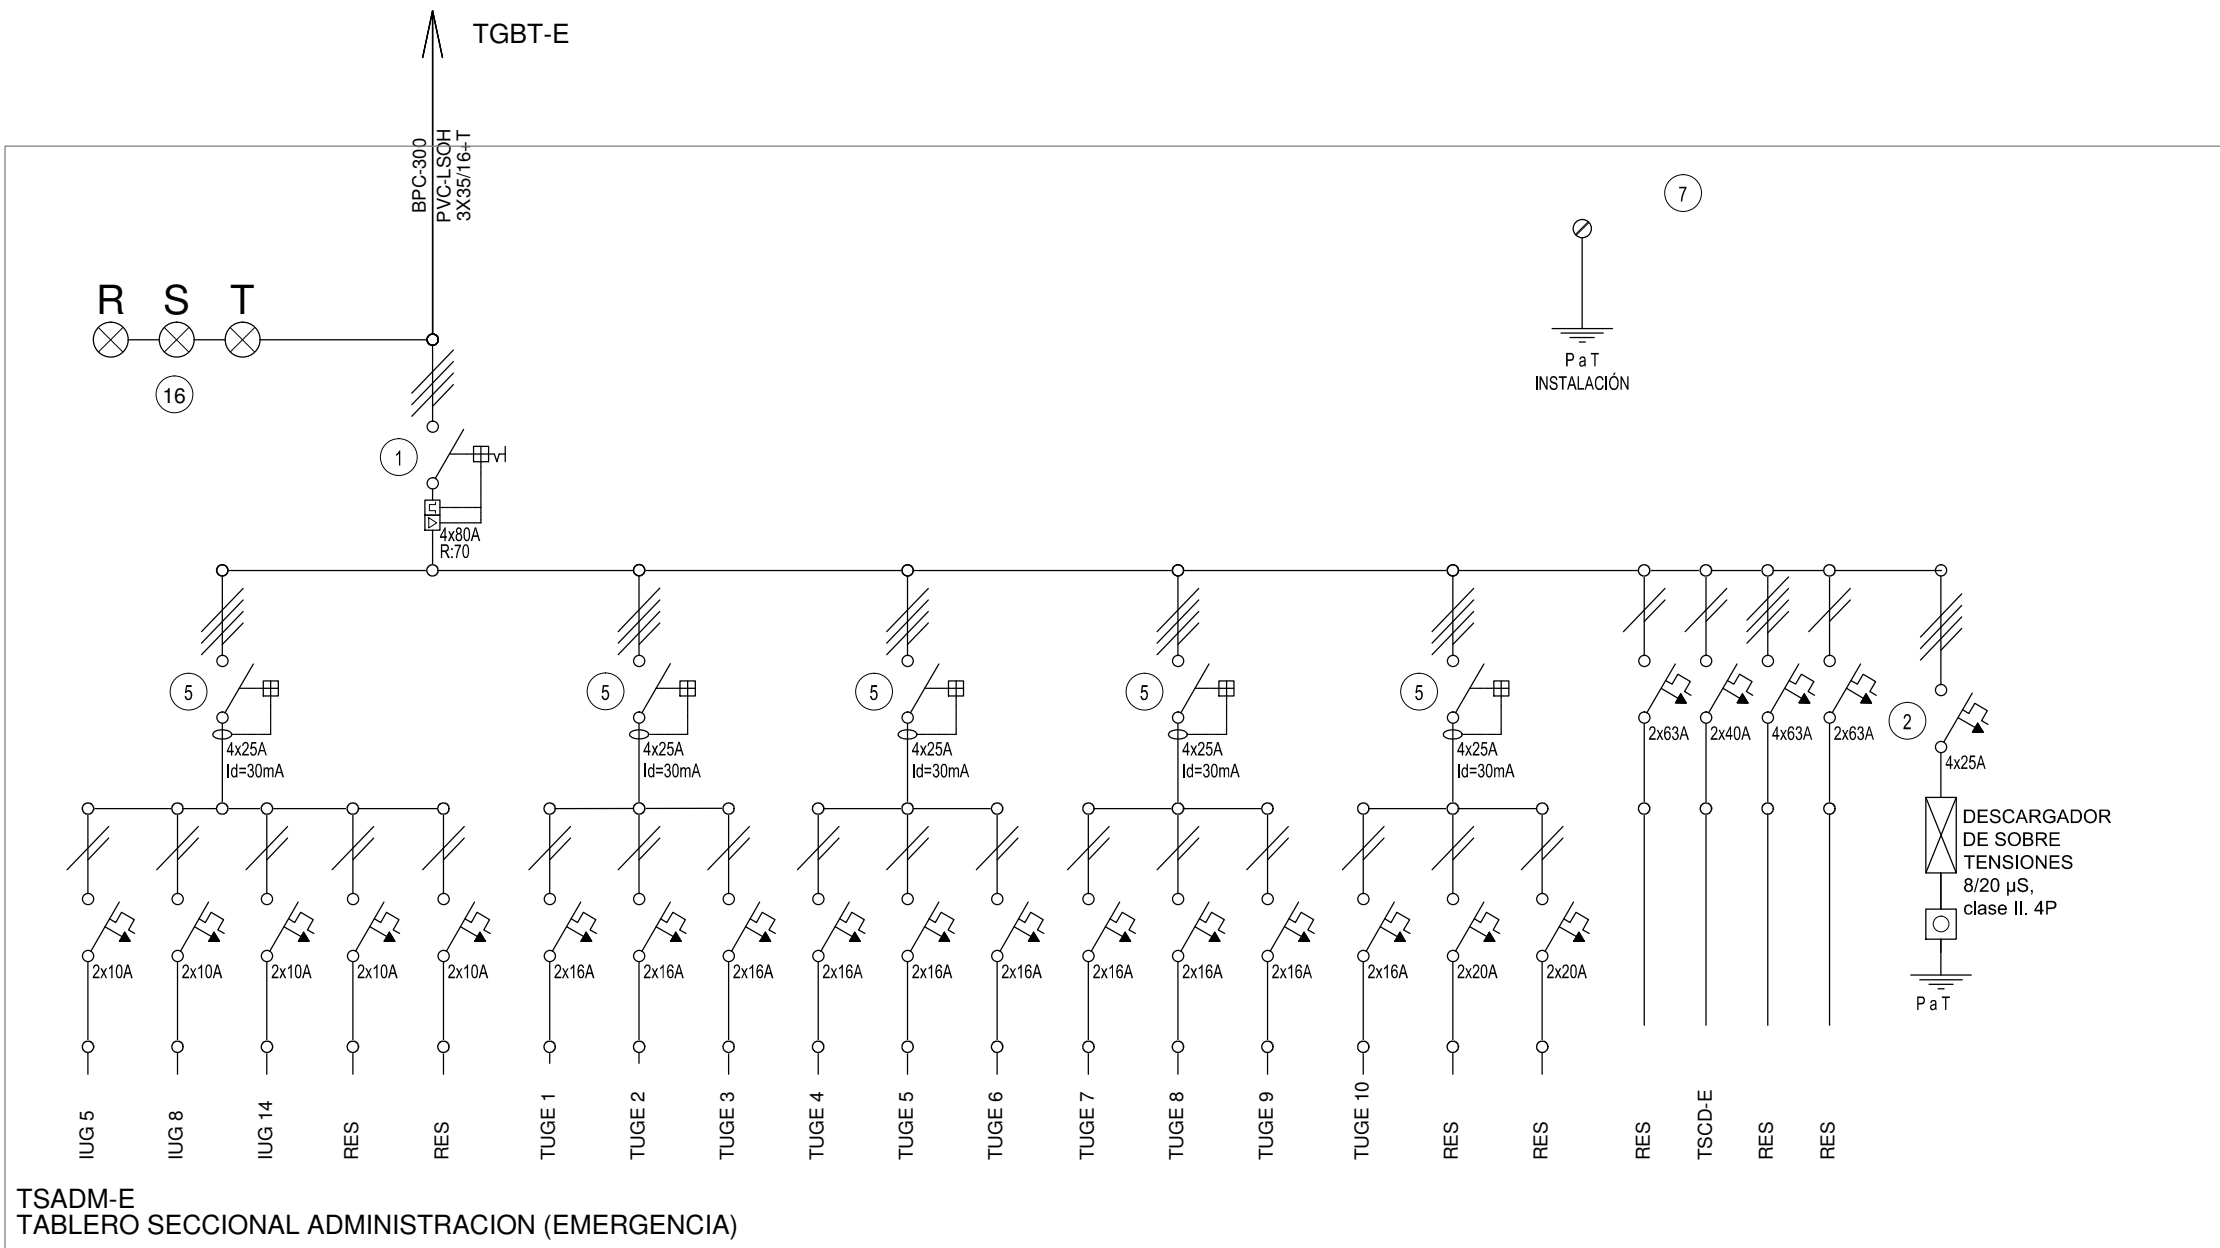 TGBT-E
BPC-300
PVC-LSOH
3X35/16+T
7
R S T
16
P a T
INSTALACIÓN
1
4x80A
R:70
5
4x25A
Id=30mA
5
4x25A
Id=30mA
5
4x25A
Id=30mA
5
4x25A
Id=30mA
5
4x25A
Id=30mA
2x63A
2x40A
4x63A
2x63A
2
4x25A
DESCARGADOR
DE SOBRE
TENSIONES
8/20 µS,
clase II. 4P
P a T
2x10A
2x10A
2x10A
2x10A
2x10A
2x16A
2x16A
2x16A
2x16A
2x16A
2x16A
2x16A
2x16A
2x16A
2x16A
2x20A
2x20A
IUG 5
IUG 8
IUG 14
RES
RES
TUGE 1
TUGE 2
TUGE 3
TUGE 4
TUGE 5
TUGE 6
TUGE 7
TUGE 8
TUGE 9
TUGE 10
RES
RES
RES
TSCD-E
RES
RES
TSADM-E
TABLERO SECCIONAL ADMINISTRACION (EMERGENCIA)